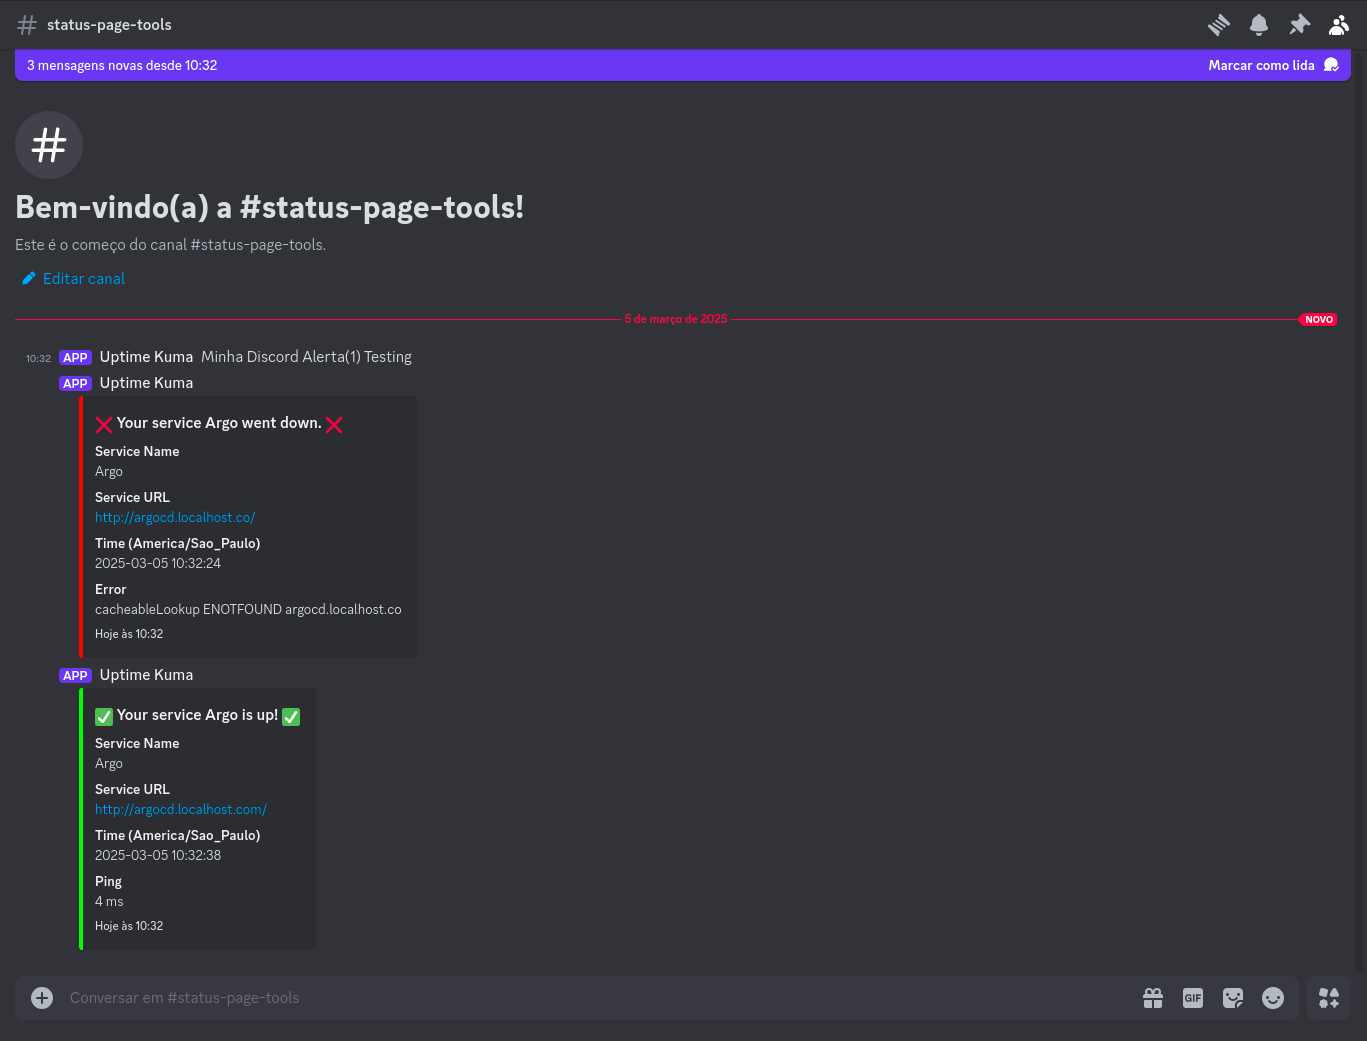 status-page-tools
3 mensagens novas desde 10:32 Marcar como lida
Bem-vindo(a) a #status-page-tools!
Este é o começo do canal #status-page-tools.
Editar canal
5 de março de 2025 NOVO
10:32 APP Uptime Kuma Minha Discord Alerta(1) Testing
APP Uptime Kuma
❌ Your service Argo went down. ❌
Service Name
Argo
Service URL
http://argocd.localhost.co/
Time (America/Sao_Paulo)
2025-03-05 10:32:24
Error
cacheableLookup ENOTFOUND argocd.localhost.co
Hoje às 10:32
APP Uptime Kuma
✅ Your service Argo is up! ✅
Service Name
Argo
Service URL
http://argocd.localhost.com/
Time (America/Sao_Paulo)
2025-03-05 10:32:38
Ping
4 ms
Hoje às 10:32
Conversar em #status-page-tools GIF